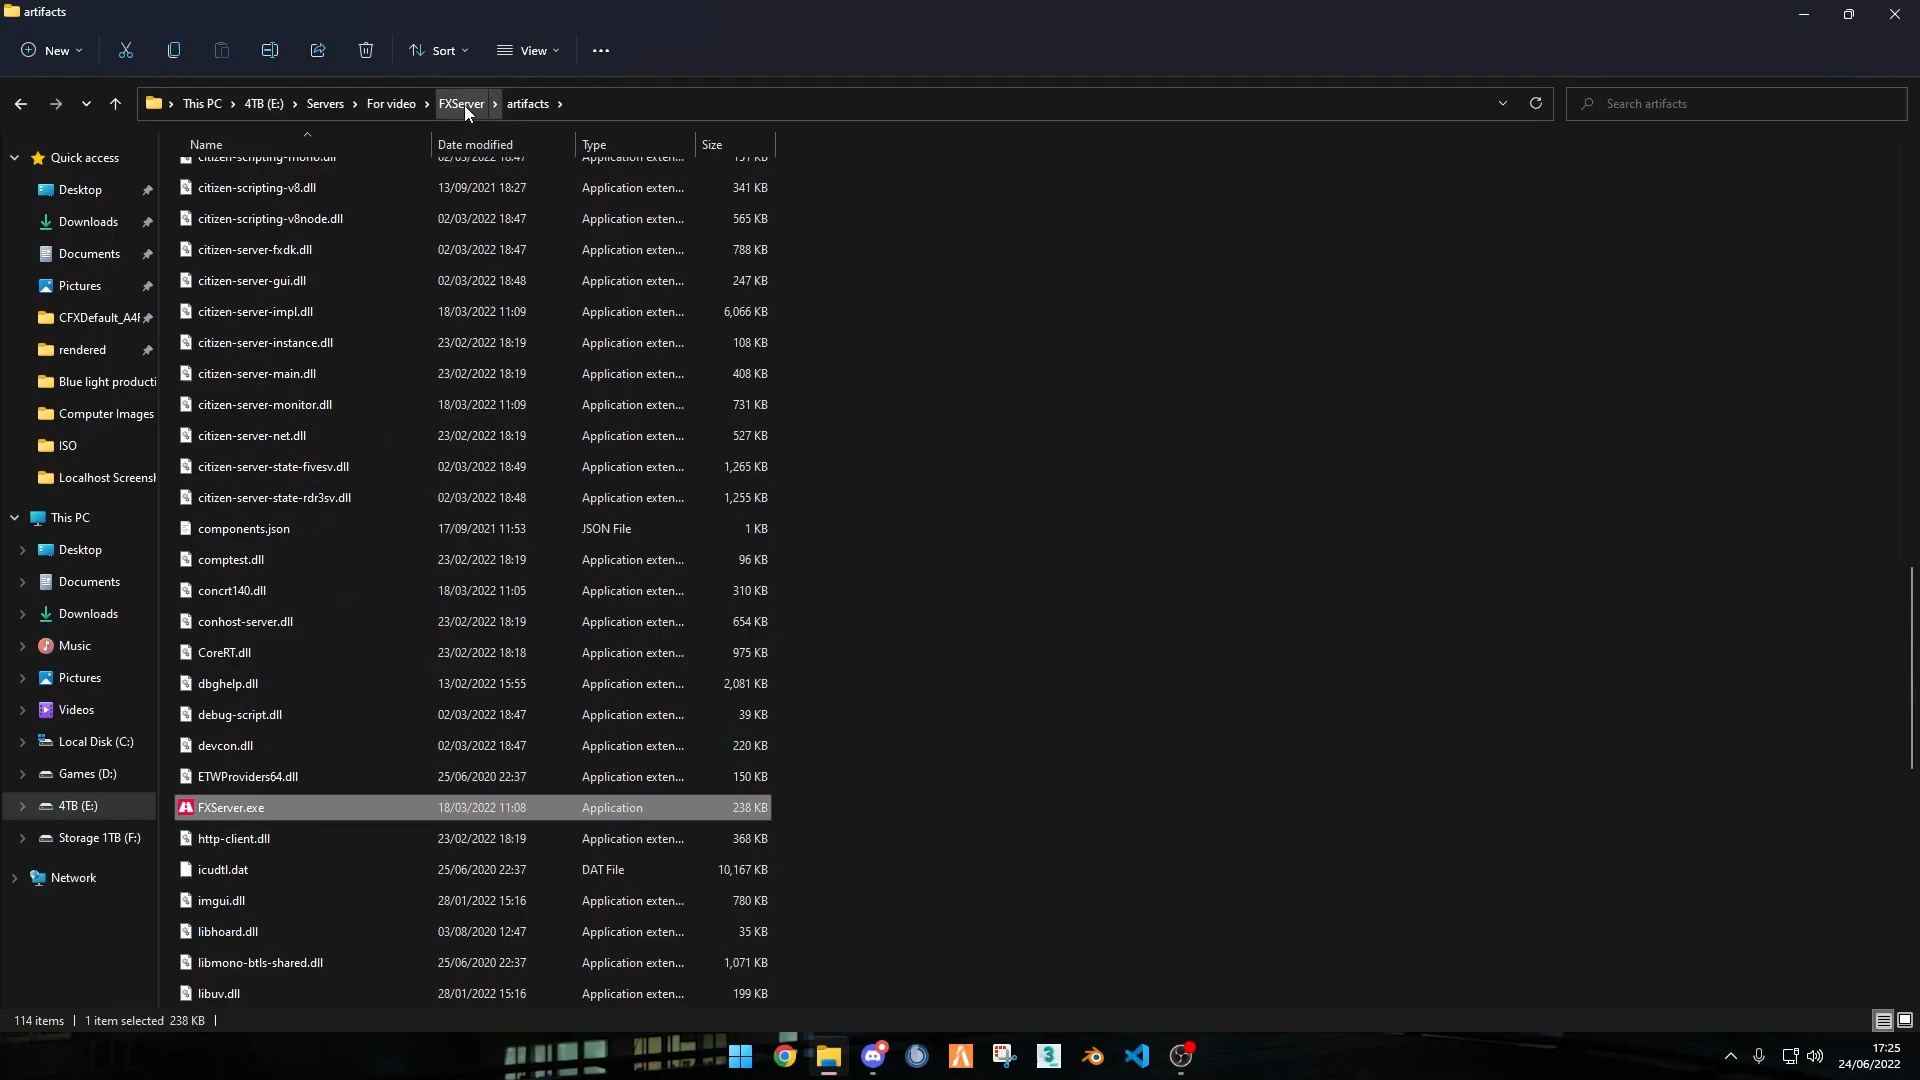 artifacts
New Sort View
This PC 4TB (E:) Servers For video FXServer artifacts Search artifacts
Name Date modified Type Size
Quick access
Desktop
Downloads
Documents
Pictures
CFXDefault_A4F
rendered
Blue light producti
Computer Images
ISO
Localhost Screensh
This PC
Desktop
Documents
Downloads
Music
Pictures
Videos
Local Disk (C:)
Games (D:)
4TB (E:)
Storage 1TB (F:)
Network
citizen-scripting-mono.dll 02/03/2022 18:47 Application exten... 151 KB
citizen-scripting-v8.dll 13/09/2021 18:27 Application exten... 341 KB
citizen-scripting-v8node.dll 02/03/2022 18:47 Application exten... 565 KB
citizen-server-fxdk.dll 02/03/2022 18:47 Application exten... 788 KB
citizen-server-gui.dll 02/03/2022 18:48 Application exten... 247 KB
citizen-server-impl.dll 18/03/2022 11:09 Application exten... 6,066 KB
citizen-server-instance.dll 23/02/2022 18:19 Application exten... 108 KB
citizen-server-main.dll 23/02/2022 18:19 Application exten... 408 KB
citizen-server-monitor.dll 18/03/2022 11:09 Application exten... 731 KB
citizen-server-net.dll 23/02/2022 18:19 Application exten... 527 KB
citizen-server-state-fivesv.dll 02/03/2022 18:49 Application exten... 1,265 KB
citizen-server-state-rdr3sv.dll 02/03/2022 18:48 Application exten... 1,255 KB
components.json 17/09/2021 11:53 JSON File 1 KB
comptest.dll 23/02/2022 18:19 Application exten... 96 KB
concrt140.dll 18/03/2022 11:05 Application exten... 310 KB
conhost-server.dll 23/02/2022 18:19 Application exten... 654 KB
CoreRT.dll 23/02/2022 18:18 Application exten... 975 KB
dbghelp.dll 13/02/2022 15:55 Application exten... 2,081 KB
debug-script.dll 02/03/2022 18:47 Application exten... 39 KB
devcon.dll 02/03/2022 18:47 Application exten... 220 KB
ETWProviders64.dll 25/06/2020 22:37 Application exten... 150 KB
FXServer.exe 18/03/2022 11:08 Application 238 KB
http-client.dll 23/02/2022 18:19 Application exten... 368 KB
icudtl.dat 25/06/2020 22:37 DAT File 10,167 KB
imgui.dll 28/01/2022 15:16 Application exten... 780 KB
libhoard.dll 03/08/2020 12:47 Application exten... 35 KB
libmono-btls-shared.dll 25/06/2020 22:37 Application exten... 1,071 KB
libuv.dll 28/01/2022 15:16 Application exten... 199 KB
114 items 1 item selected 238 KB
17:25
24/06/2022